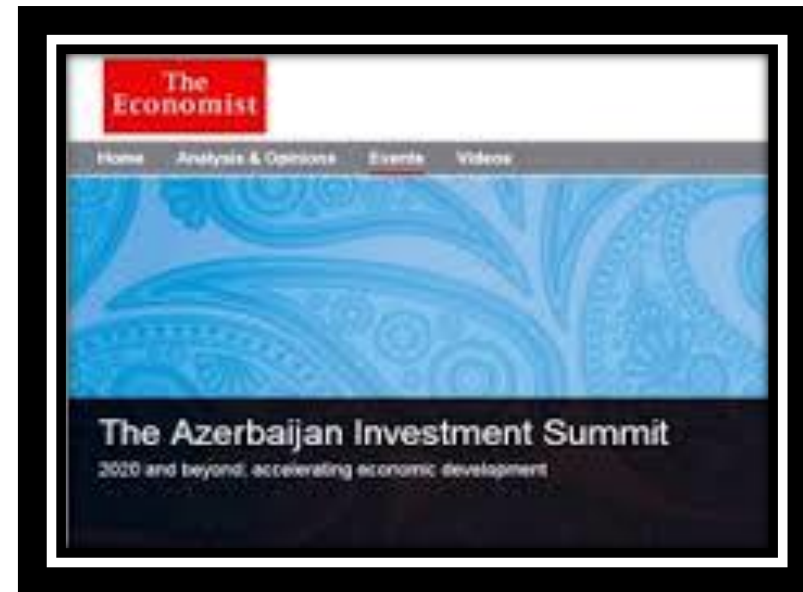 The
Economist
Home Analysis & Opinions Events Videos
The Azerbaijan Investment Summit
2020 and beyond: accelerating economic development